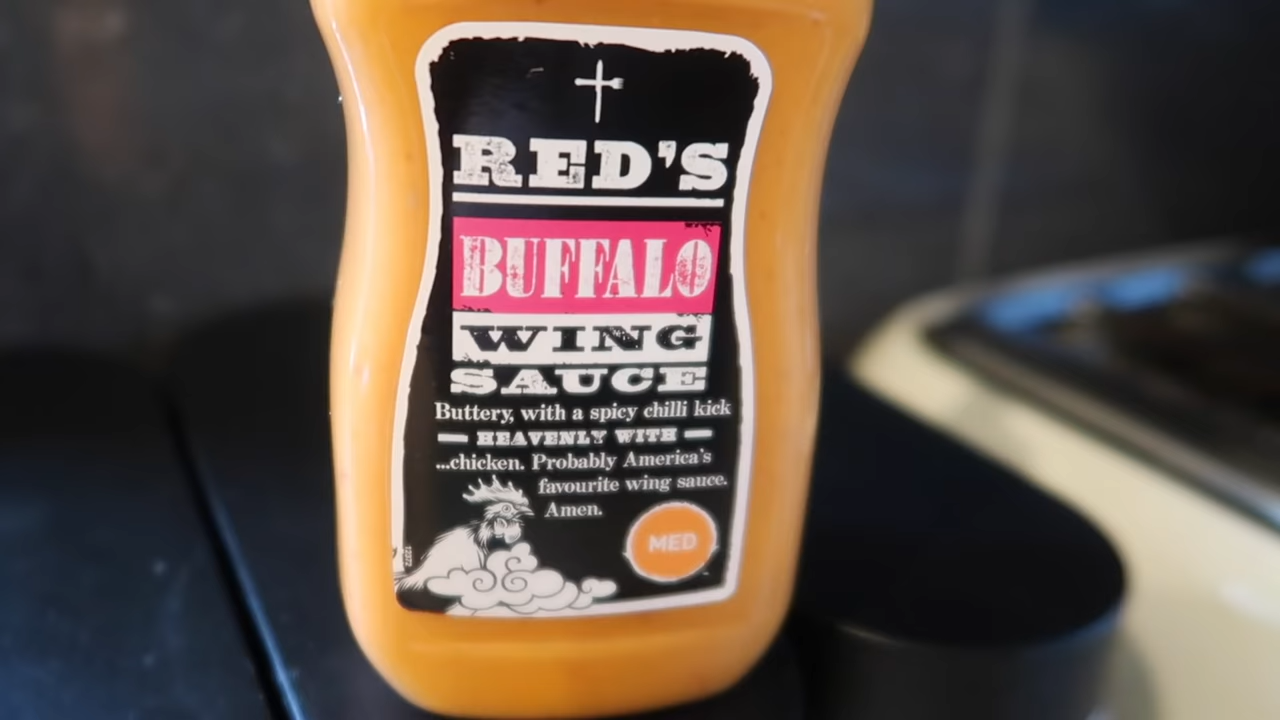 RED'S
BUFFALO
WING
SAUCE
Buttery, with a spicy chilli kick
HEAVENLY WITH
...chicken. Probably America's
favourite wing sauce.
Amen.
MED